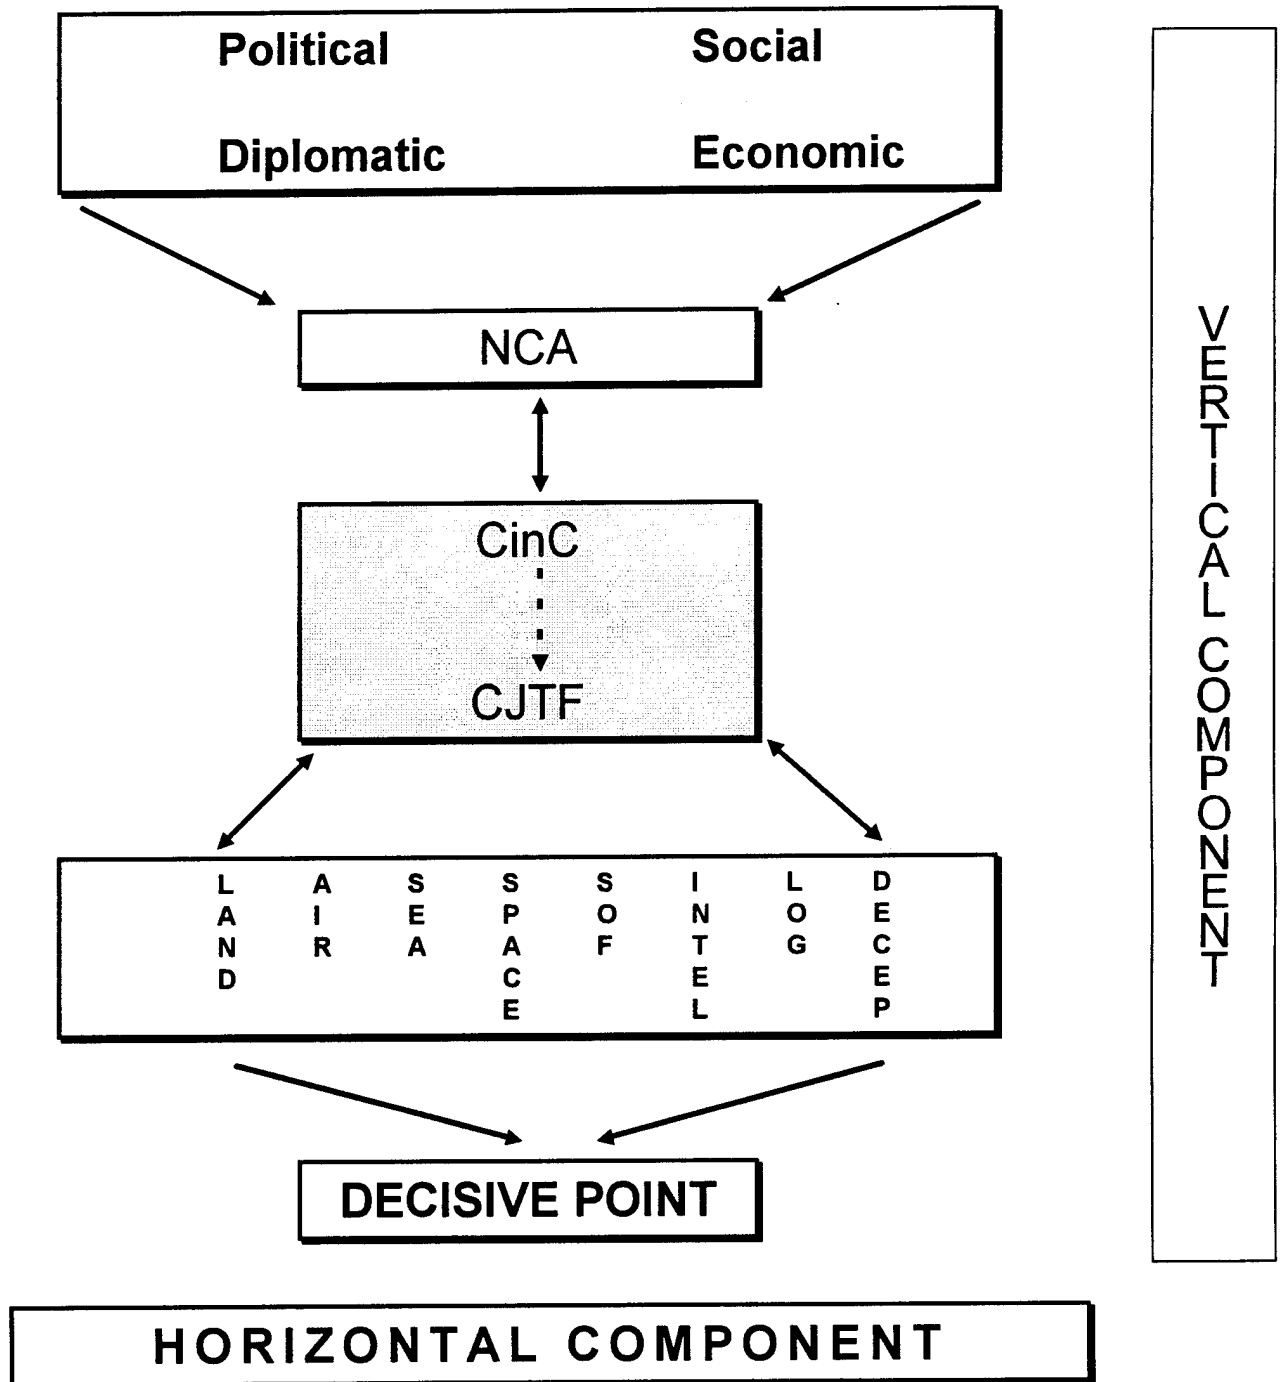 Political Social
Diplomatic Economic
NCA
CinC
CJTF
LAND AIR SEA SPACE SOF INTEL LOG DECEP
DECISIVE POINT
HORIZONTAL COMPONENT
VERTICAL COMPONENT